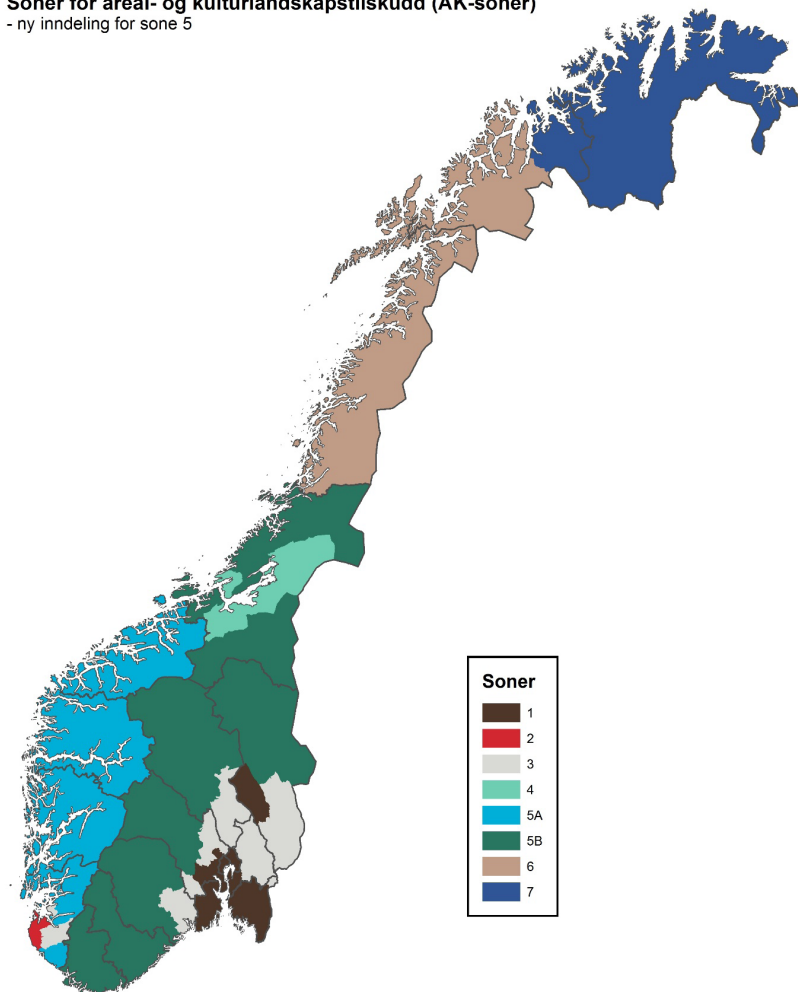 Soner for areal- og kulturlandskapstilskudd (AK-soner)
- ny inndeling for sone 5
Soner
1
2
3
4
5A
5B
6
7